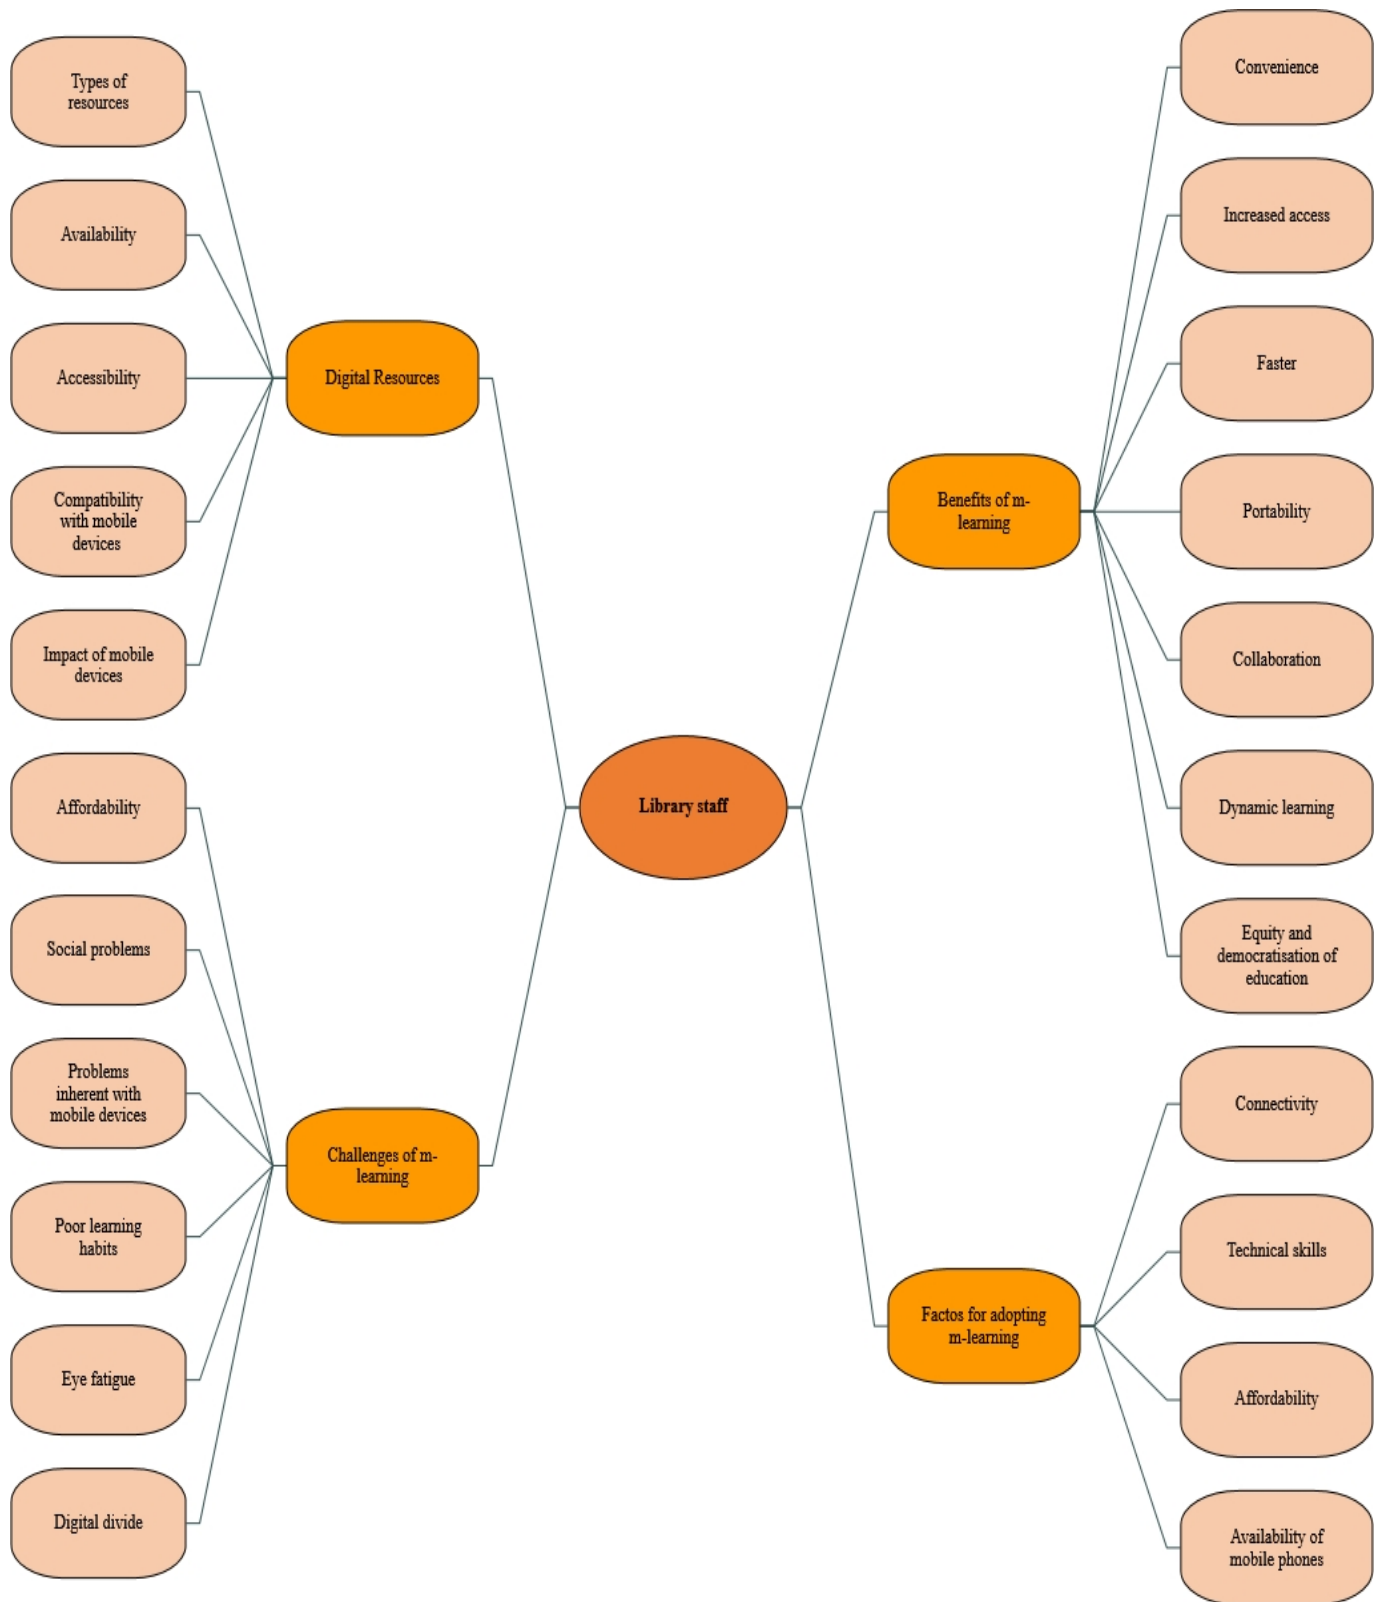 Types of
resources
Availability
Accessibility
Compatibility
with mobile
devices
Impact of mobile
devices
Digital Resources
Affordability
Social problems
Problems
inherent with
mobile devices
Poor learning
habits
Eye fatigue
Digital divide
Challenges of m-
learning
Library staff
Benefits of m-
learning
Convenience
Increased access
Faster
Portability
Collaboration
Dynamic learning
Equity and
democratisation of
education
Factos for adopting
m-learning
Connectivity
Technical skills
Affordability
Availability of
mobile phones